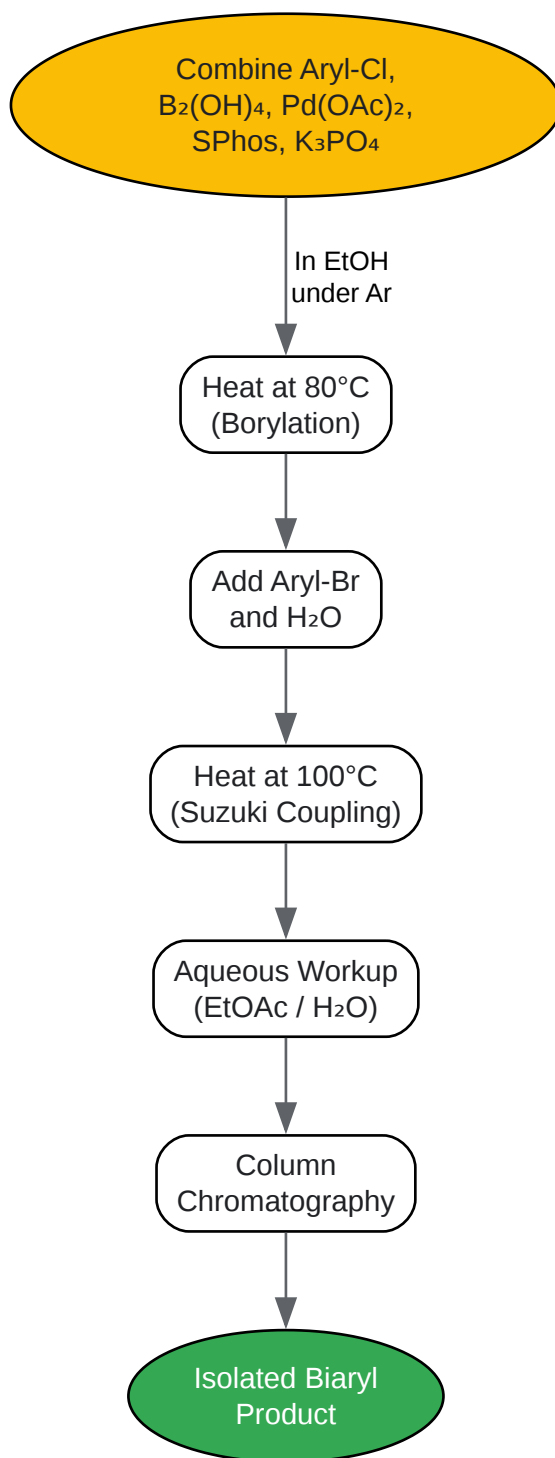 Combine Aryl-Cl,
B₂(OH)₄, Pd(OAc)₂,
SPhos, K₃PO₄
In EtOH
under Ar
Heat at 80°C
(Borylation)
Add Aryl-Br
and H₂O
Heat at 100°C
(Suzuki Coupling)
Aqueous Workup
(EtOAc / H₂O)
Column
Chromatography
Isolated Biaryl
Product